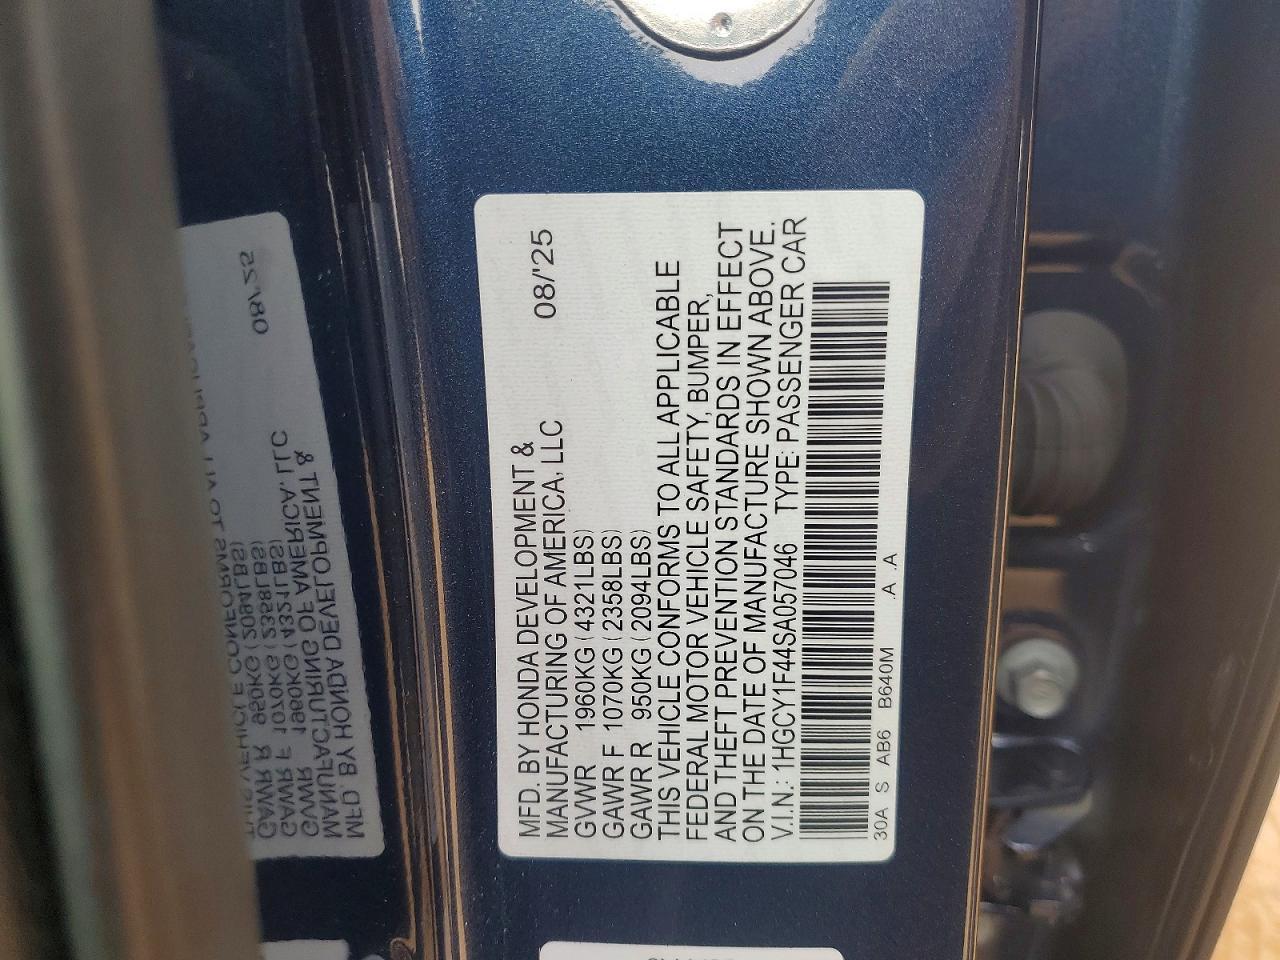 MFD. BY HONDA DEVELOPMENT & 08/'25
MANUFACTURING OF AMERICA, LLC
GVWR 1960KG ( 4321LBS)
GAWR F 1070KG ( 2358LBS)
GAWR R 950KG ( 2094LBS)
THIS VEHICLE CONFORMS TO ALL APPLICABLE
FEDERAL MOTOR VEHICLE SAFETY, BUMPER,
AND THEFT PREVENTION STANDARDS IN EFFECT
ON THE DATE OF MANUFACTURE SHOWN ABOVE.
V.I.N.: 1HGCY1F44SA057046 TYPE: PASSENGER CAR
30A S AB6 B640M .A .A